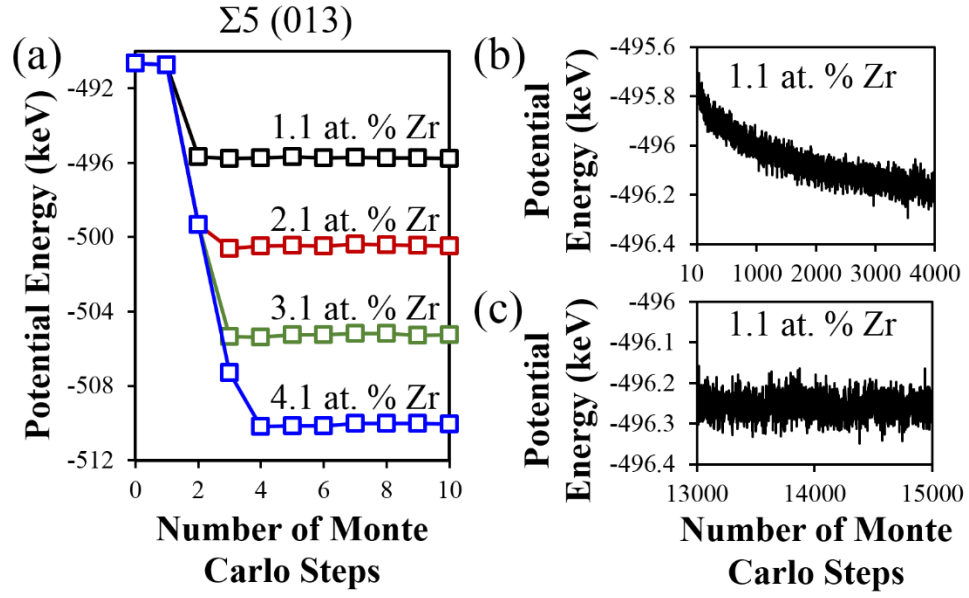 Σ5 (013)
(a)
Potential Energy (keV)
-492
-496
-500
-504
-508
-512
1.1 at. % Zr
2.1 at. % Zr
3.1 at. % Zr
4.1 at. % Zr
0 2 4 6 8 10
Number of Monte
Carlo Steps
(b)
Potential
Energy (keV)
-495.6
-495.8
-496
-496.2
-496.4
1.1 at. % Zr
10 1000 2000 3000 4000
(c)
Potential
Energy (keV)
-496
-496.1
-496.2
-496.3
-496.4
1.1 at. % Zr
13000 14000 15000
Number of Monte
Carlo Steps